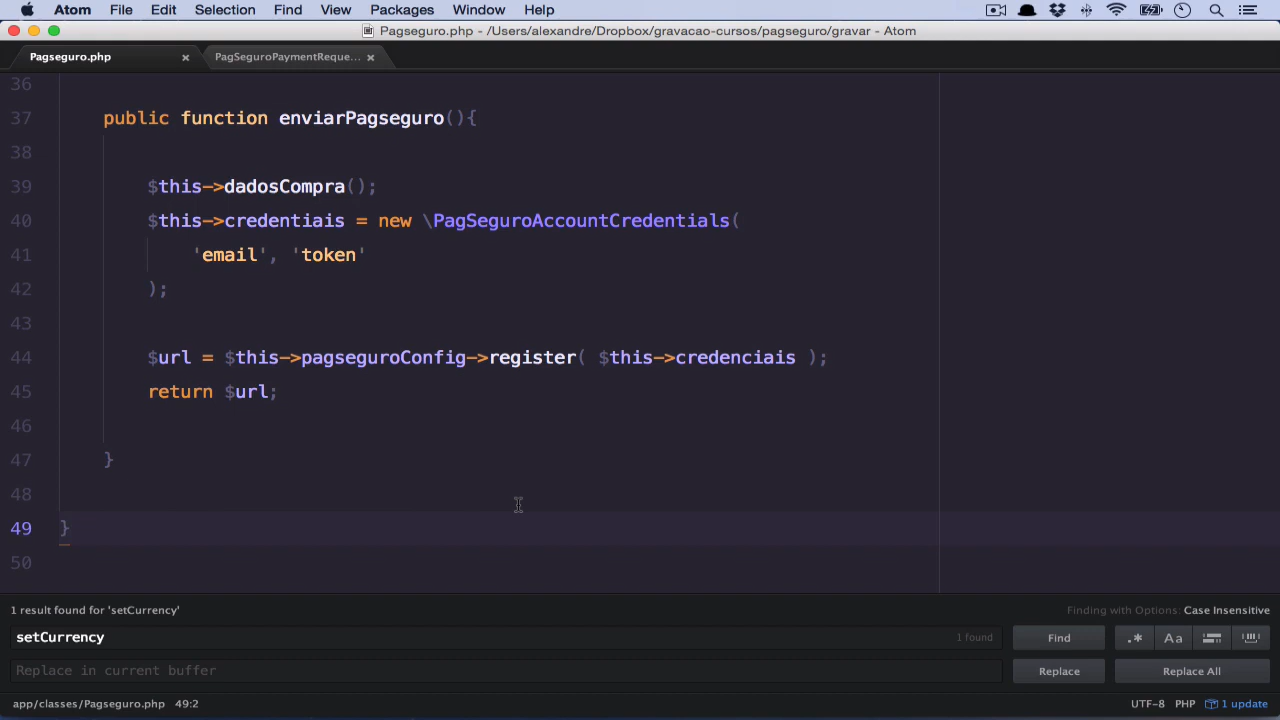 Atom File Edit Selection Find View Packages Window Help
Pagseguro.php - /Users/alexandre/Dropbox/gravacao-cursos/pagseguro/gravar - Atom
Pagseguro.php PagSeguroPaymentReque...
36
37 public function enviarPagseguro(){
38
39 $this->dadosCompra();
40 $this->credentiais = new \PagSeguroAccountCredentials(
41 'email', 'token'
42 );
43
44 $url = $this->pagseguroConfig->register( $this->credenciais );
45 return $url;
46
47 }
48
49 }
50
1 result found for 'setCurrency' Finding with Options: Case Insensitive
setCurrency 1 found Find .* Aa
Replace in current buffer Replace Replace All
app/classes/Pagseguro.php 49:2 UTF-8 PHP 1 update